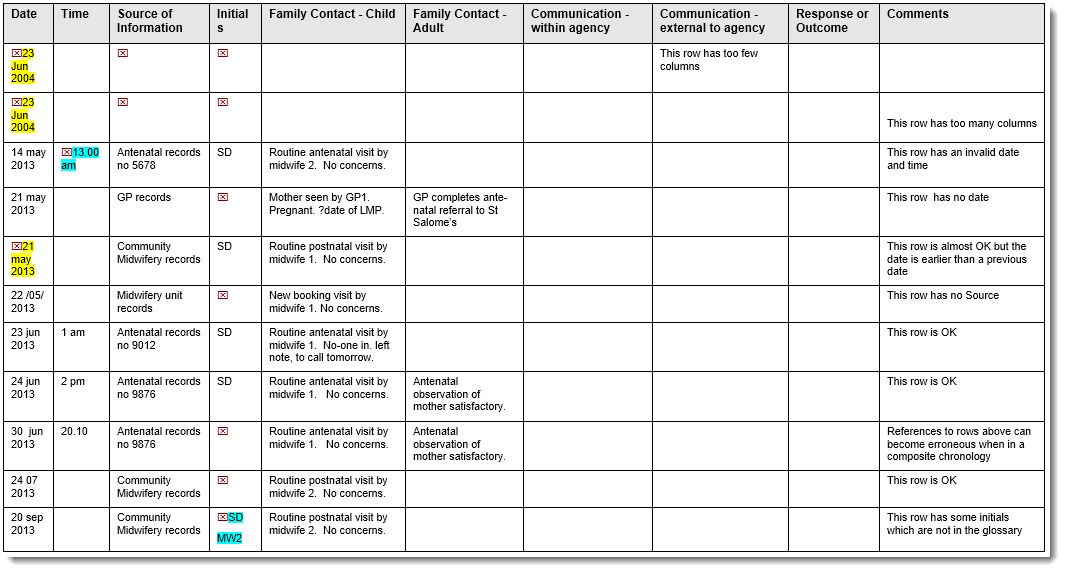 Date Time Source of Information Initials Family Contact - Child Family Contact - Adult Communication - within agency Communication - external to agency Response or Outcome Comments
☒23 Jun 2004 ☒ ☒ This row has too few columns
☒23 Jun 2004 ☒ ☒ This row has too many columns
14 may 2013 ☒13.00 am Antenatal records no 5678 SD Routine antenatal visit by midwife 2. No concerns. This row has an invalid date and time
21 may 2013 GP records ☒ Mother seen by GP1. Pregnant. ?date of LMP. GP completes ante-natal referral to St Salome's This row has no date
☒21 may 2013 Community Midwifery records SD Routine postnatal visit by midwife 1. No concerns. This row is almost OK but the date is earlier than a previous date
22 /05/ 2013 Midwifery unit records ☒ New booking visit by midwife 1. No concerns. This row has no Source
23 jun 2013 1 am Antenatal records no 9012 SD Routine antenatal visit by midwife 1. No-one in. left note, to call tomorrow. This row is OK
24 jun 2013 2 pm Antenatal records no 9876 SD Routine antenatal visit by midwife 1. No concerns. Antenatal observation of mother satisfactory. This row is OK
30 jun 2013 20.10 Antenatal records no 9876 ☒ Routine antenatal visit by midwife 1. No concerns. Antenatal observation of mother satisfactory. References to rows above can become erroneous when in a composite chronology
24 07 2013 Community Midwifery records ☒ Routine postnatal visit by midwife 2. No concerns. This row is OK
20 sep 2013 Community Midwifery records ☒SD MW2 Routine postnatal visit by midwife 2. No concerns. This row has some initials which are not in the glossary